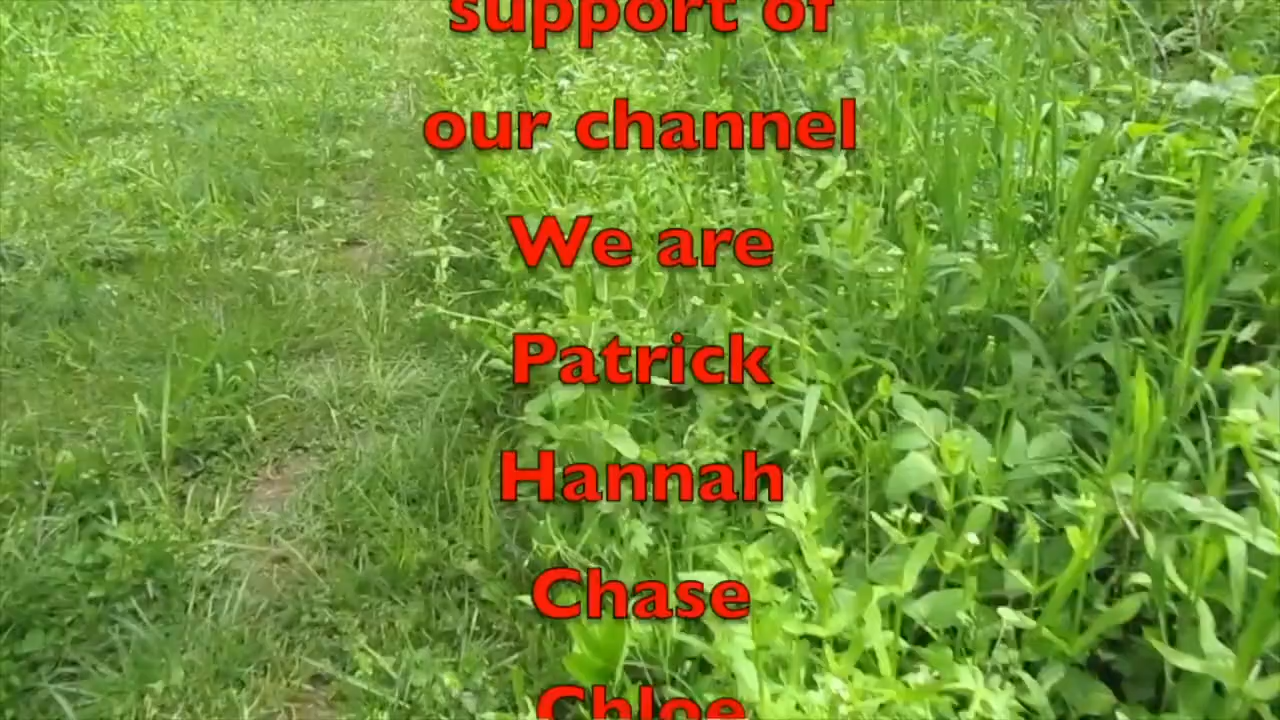 support of
our channel
We are
Patrick
Hannah
Chase
Chloe